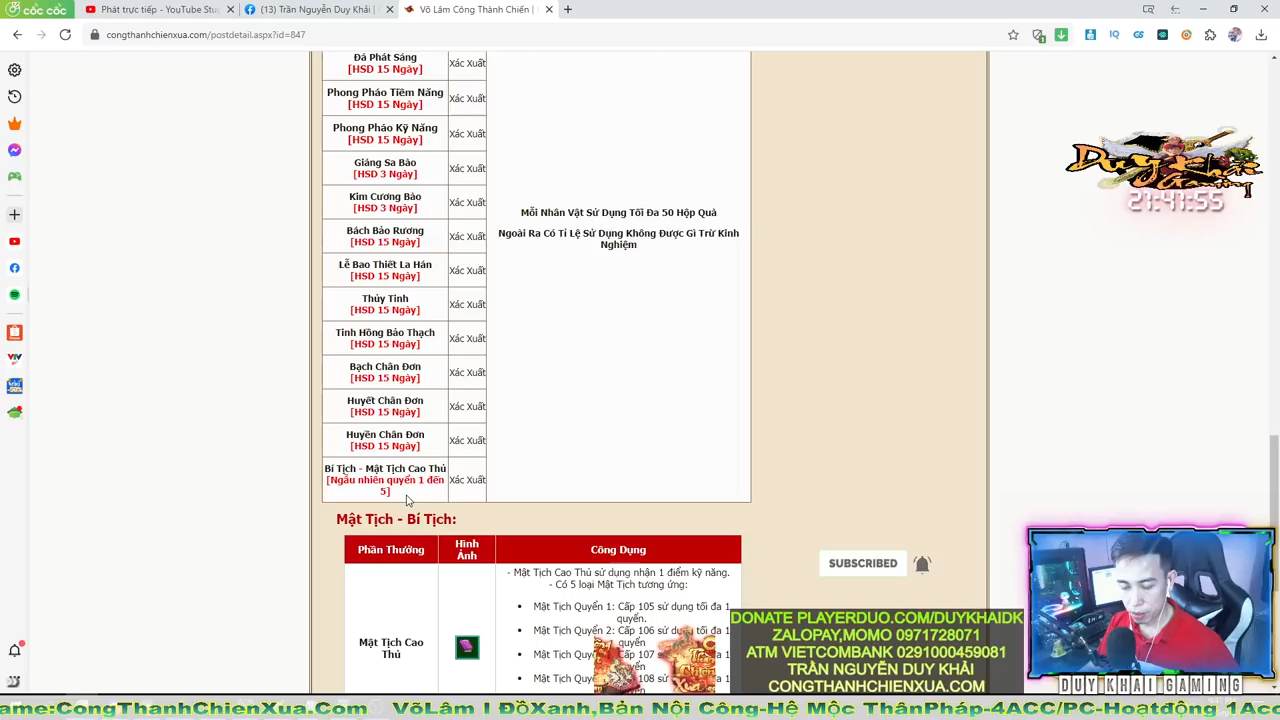 CỐC CỐC
Phát trực tiếp - YouTube Stu
(13) Trần Nguyễn Duy Khải |
Võ Lâm Công Thành Chiến |
congthanhchienxua.com/postdetail.aspx?id=847
Đá Phát Sáng
[HSD 15 Ngày]
Xác Xuất
Phong Pháo Tiềm Năng
[HSD 15 Ngày]
Xác Xuất
Phong Pháo Kỹ Năng
[HSD 15 Ngày]
Xác Xuất
Giáng Sa Bào
[HSD 3 Ngày]
Xác Xuất
Kim Cương Bào
[HSD 3 Ngày]
Xác Xuất
Bách Bảo Rương
[HSD 15 Ngày]
Xác Xuất
Lễ Bao Thiết La Hán
[HSD 15 Ngày]
Xác Xuất
Thủy Tinh
[HSD 15 Ngày]
Xác Xuất
Tinh Hồng Bảo Thạch
[HSD 15 Ngày]
Xác Xuất
Bạch Chân Đơn
[HSD 15 Ngày]
Xác Xuất
Huyết Chân Đơn
[HSD 15 Ngày]
Xác Xuất
Huyền Chân Đơn
[HSD 15 Ngày]
Xác Xuất
Bí Tịch - Mật Tịch Cao Thủ
[Ngẫu nhiên quyển 1 đến
5]
Xác Xuất
Mỗi Nhân Vật Sử Dụng Tối Đa 50 Hộp Quà
Ngoài Ra Có Tỉ Lệ Sử Dụng Không Được Gì Trừ Kinh
Nghiệm
Mật Tịch - Bí Tịch:
Phần Thưởng
Hình
Ảnh
Công Dụng
Mật Tịch Cao
Thủ
- Mật Tịch Cao Thủ sử dụng nhận 1 điểm kỹ năng.
- Có 5 loại Mật Tịch tương ứng:
• Mật Tịch Quyển 1: Cấp 105 sử dụng tối đa 1
quyển.
• Mật Tịch Quyển 2: Cấp 106 sử dụng tối đa 1
quyển
• Mật Tịch Cấp 107
• Mật Tịch 108
Duy Khải
Gaming
21:41:55
SUBSCRIBED
DONATE PLAYERDUO.COM/DUYKHAIDK
ZALOPAY,MOMO 0971728071
ATM VIETCOMBANK 0291000459081
TRẦN NGUYỄN DUY KHẢI
CONGTHANHCHIENXUA.COM
DUY KHAI GAMING
ame:CongThanhChienXua.Com VõLâm I ĐồXanh,Bản Nội Công-Hệ Mộc ThânPháp-4ACC/PC-Hoạtđộng 1Acc